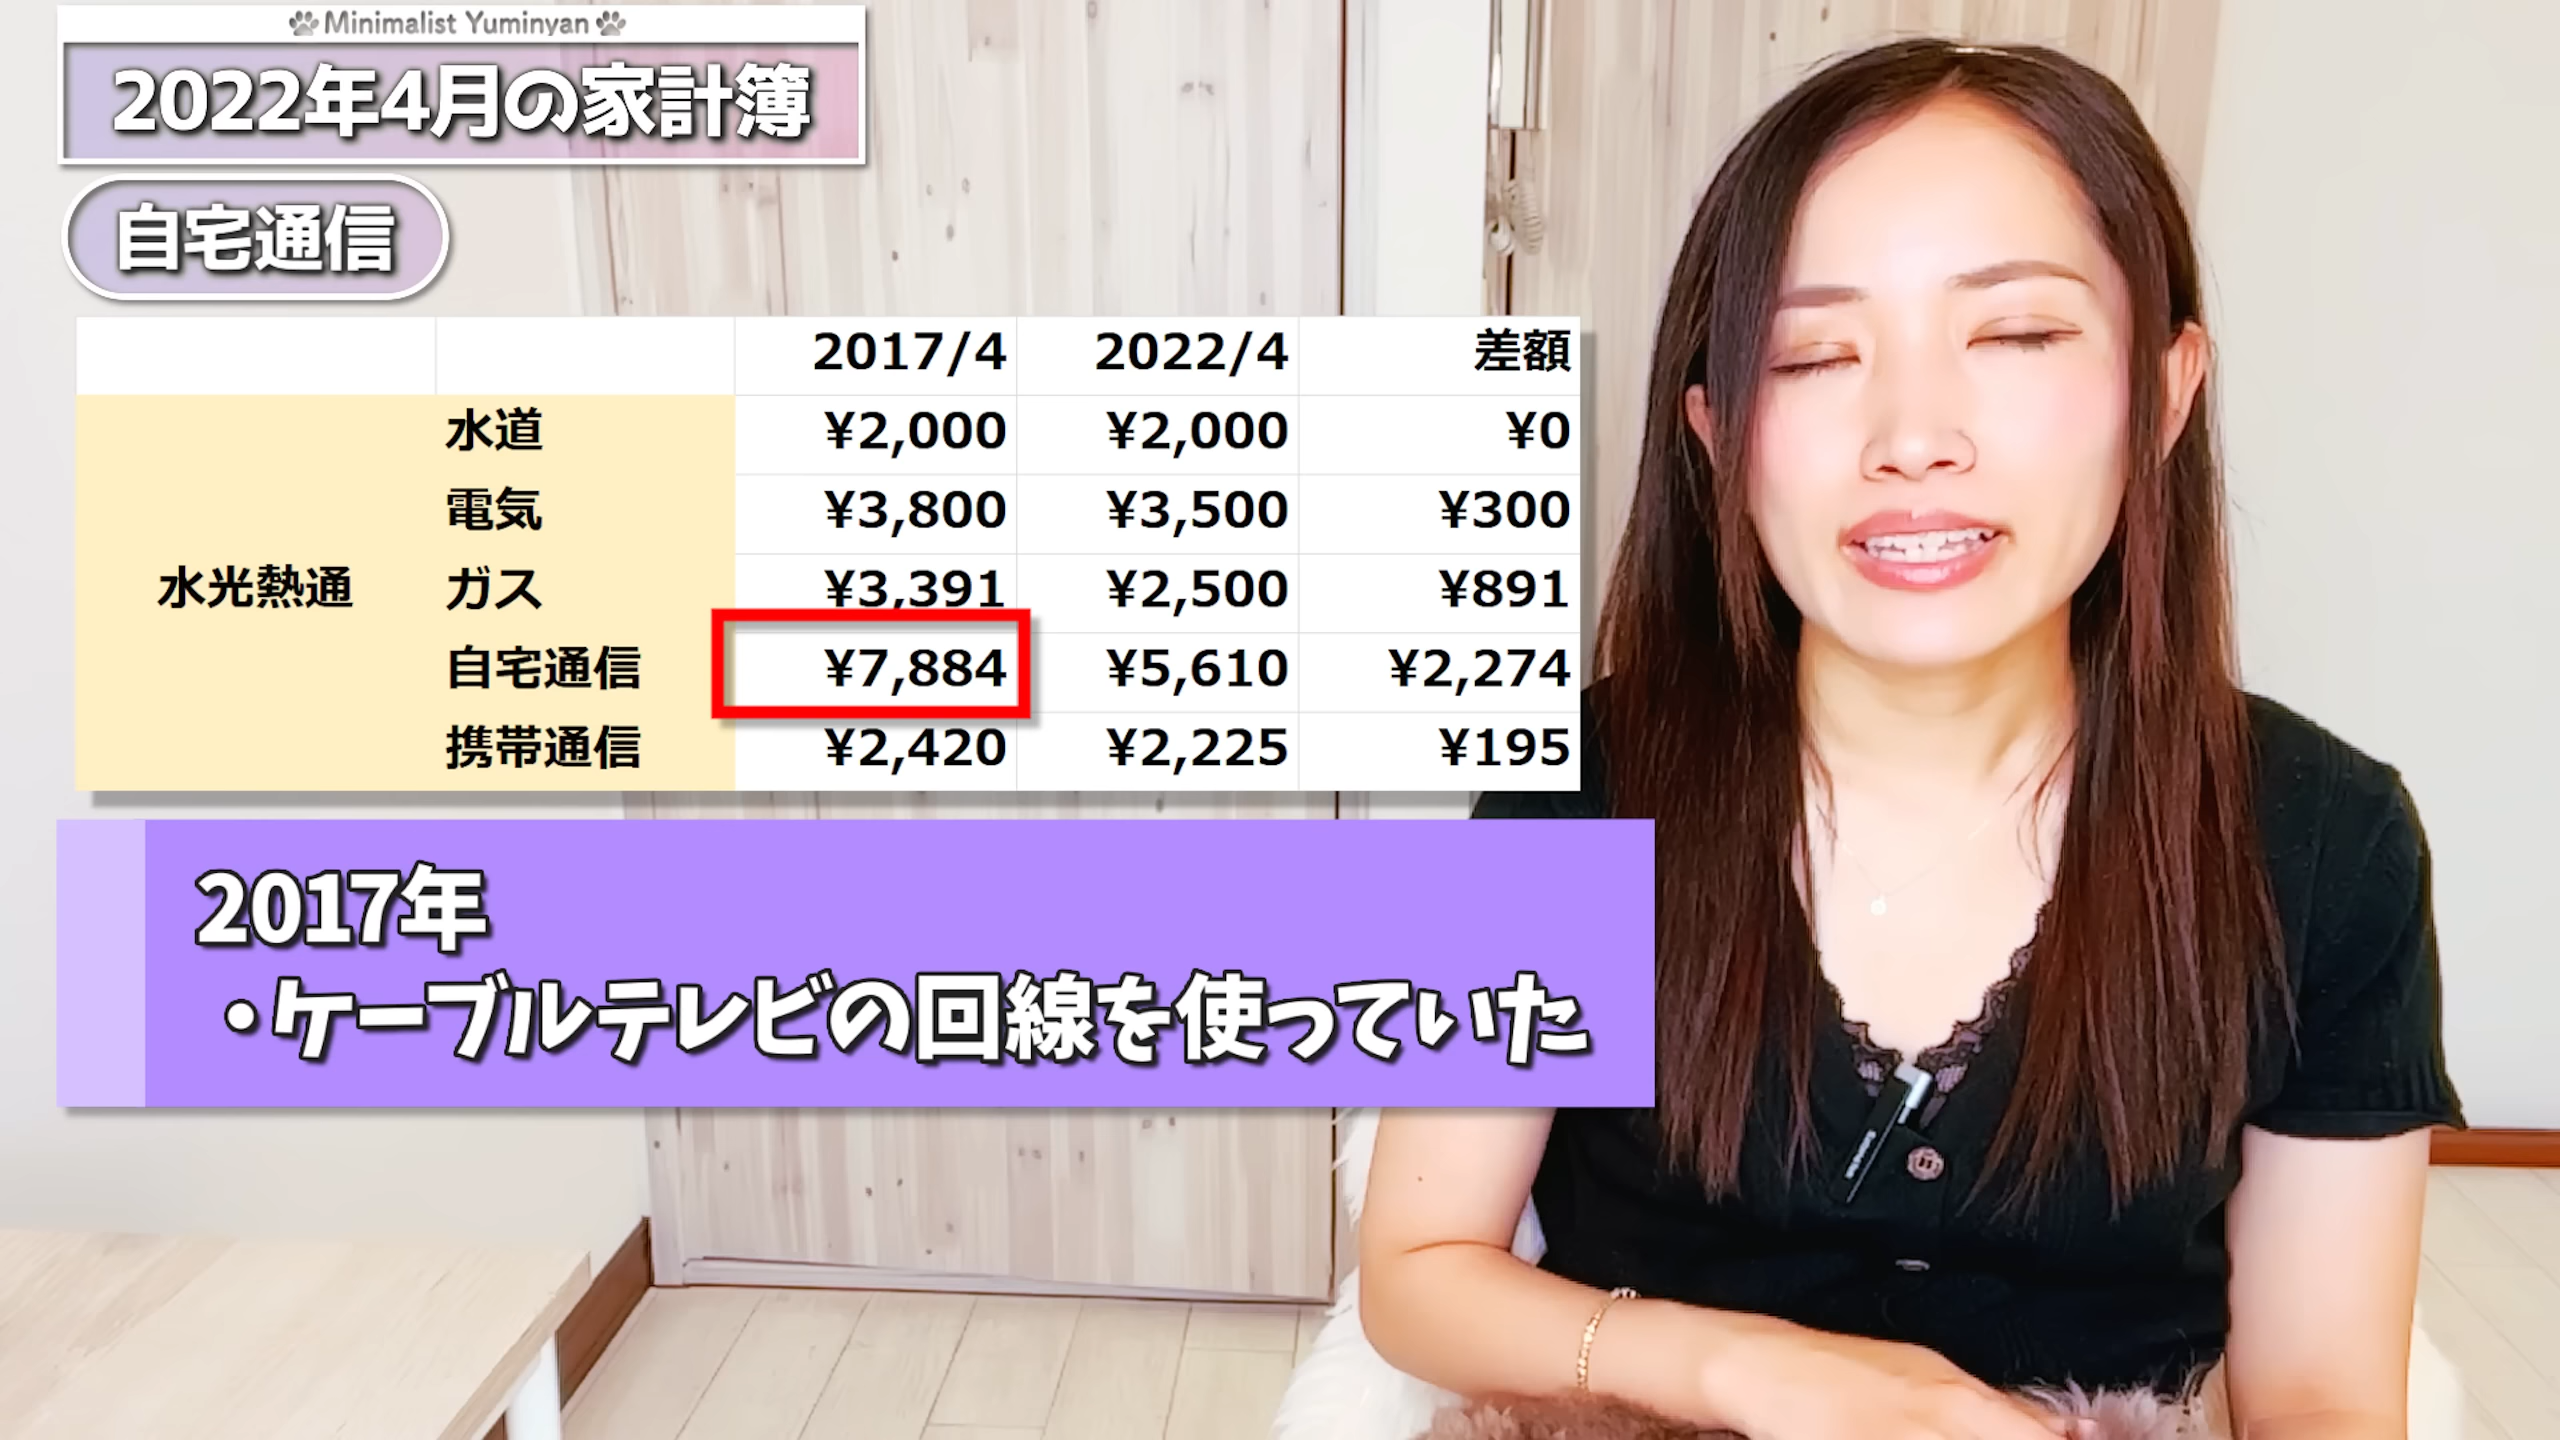 Minimalist Yuminyan
2022年4月の家計簿
自宅通信
2017/4 2022/4 差額
水道 ¥2,000 ¥2,000 ¥0
電気 ¥3,800 ¥3,500 ¥300
水光熱通 ガス ¥3,391 ¥2,500 ¥891
自宅通信 ¥7,884 ¥5,610 ¥2,274
携帯通信 ¥2,420 ¥2,225 ¥195
2017年
・ケーブルテレビの回線を使っていた